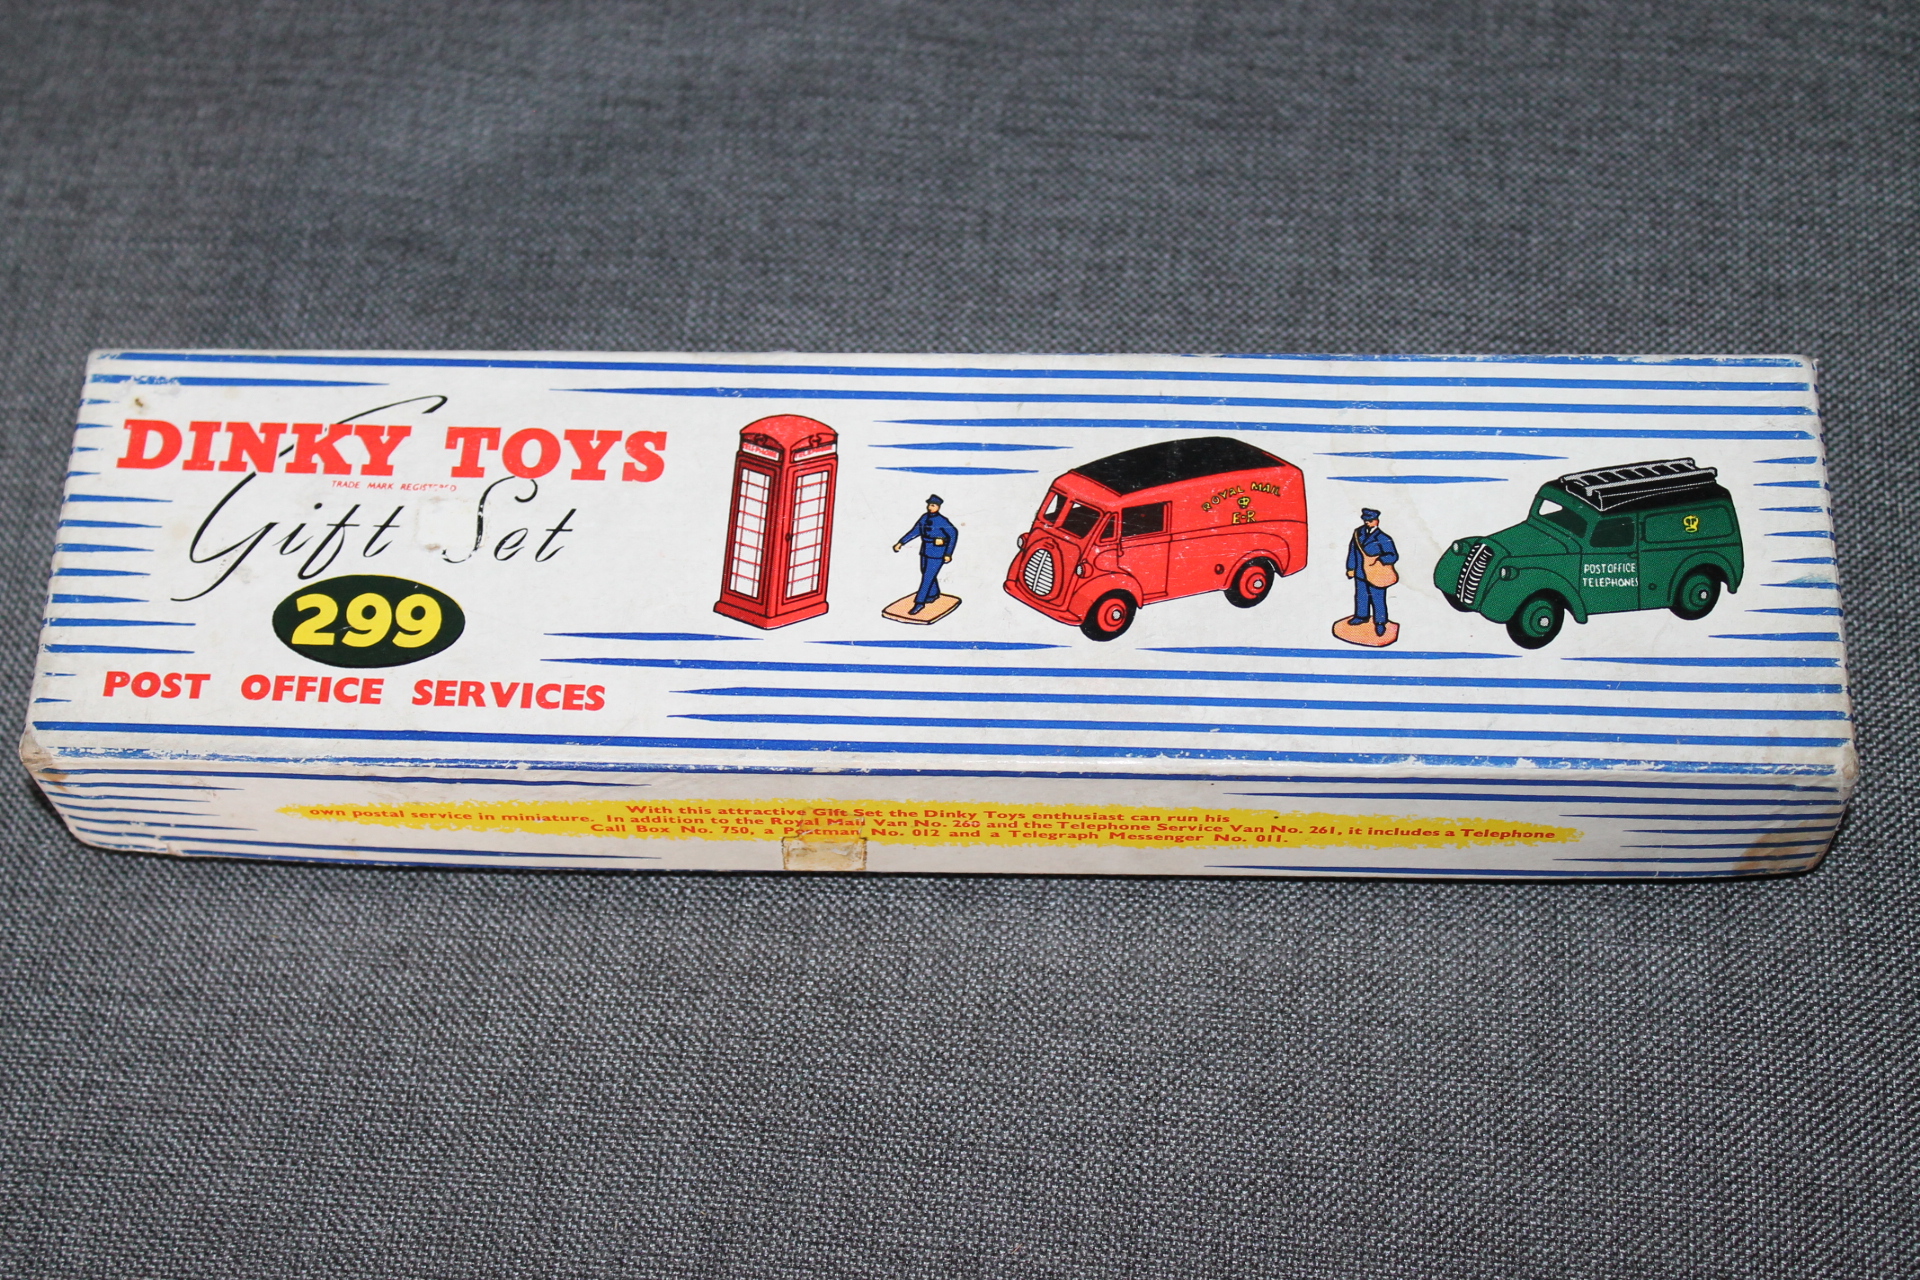 DINKY TOYS
TRADE MARK REGISTERED
Gift Set
299
POST OFFICE SERVICES
TELEPHONE
ROYAL MAIL
E R
POST OFFICE
TELEPHONES
With this attractive Gift Set the Dinky Toys enthusiast can run his
own postal service in miniature. In addition to the Royal Mail Van No. 260 and the Telephone Service Van No. 261, it includes a Telephone
Call Box No. 750, a Postman No. 012 and a Telegraph Messenger No. 011.